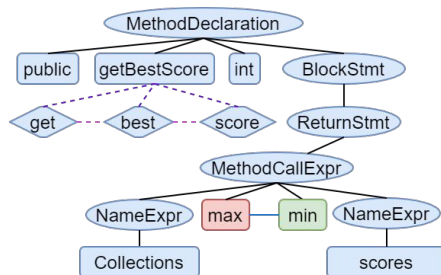 MethodDeclaration
public getBestScore int BlockStmt
get best score ReturnStmt
MethodCallExpr
NameExpr max min NameExpr
Collections scores